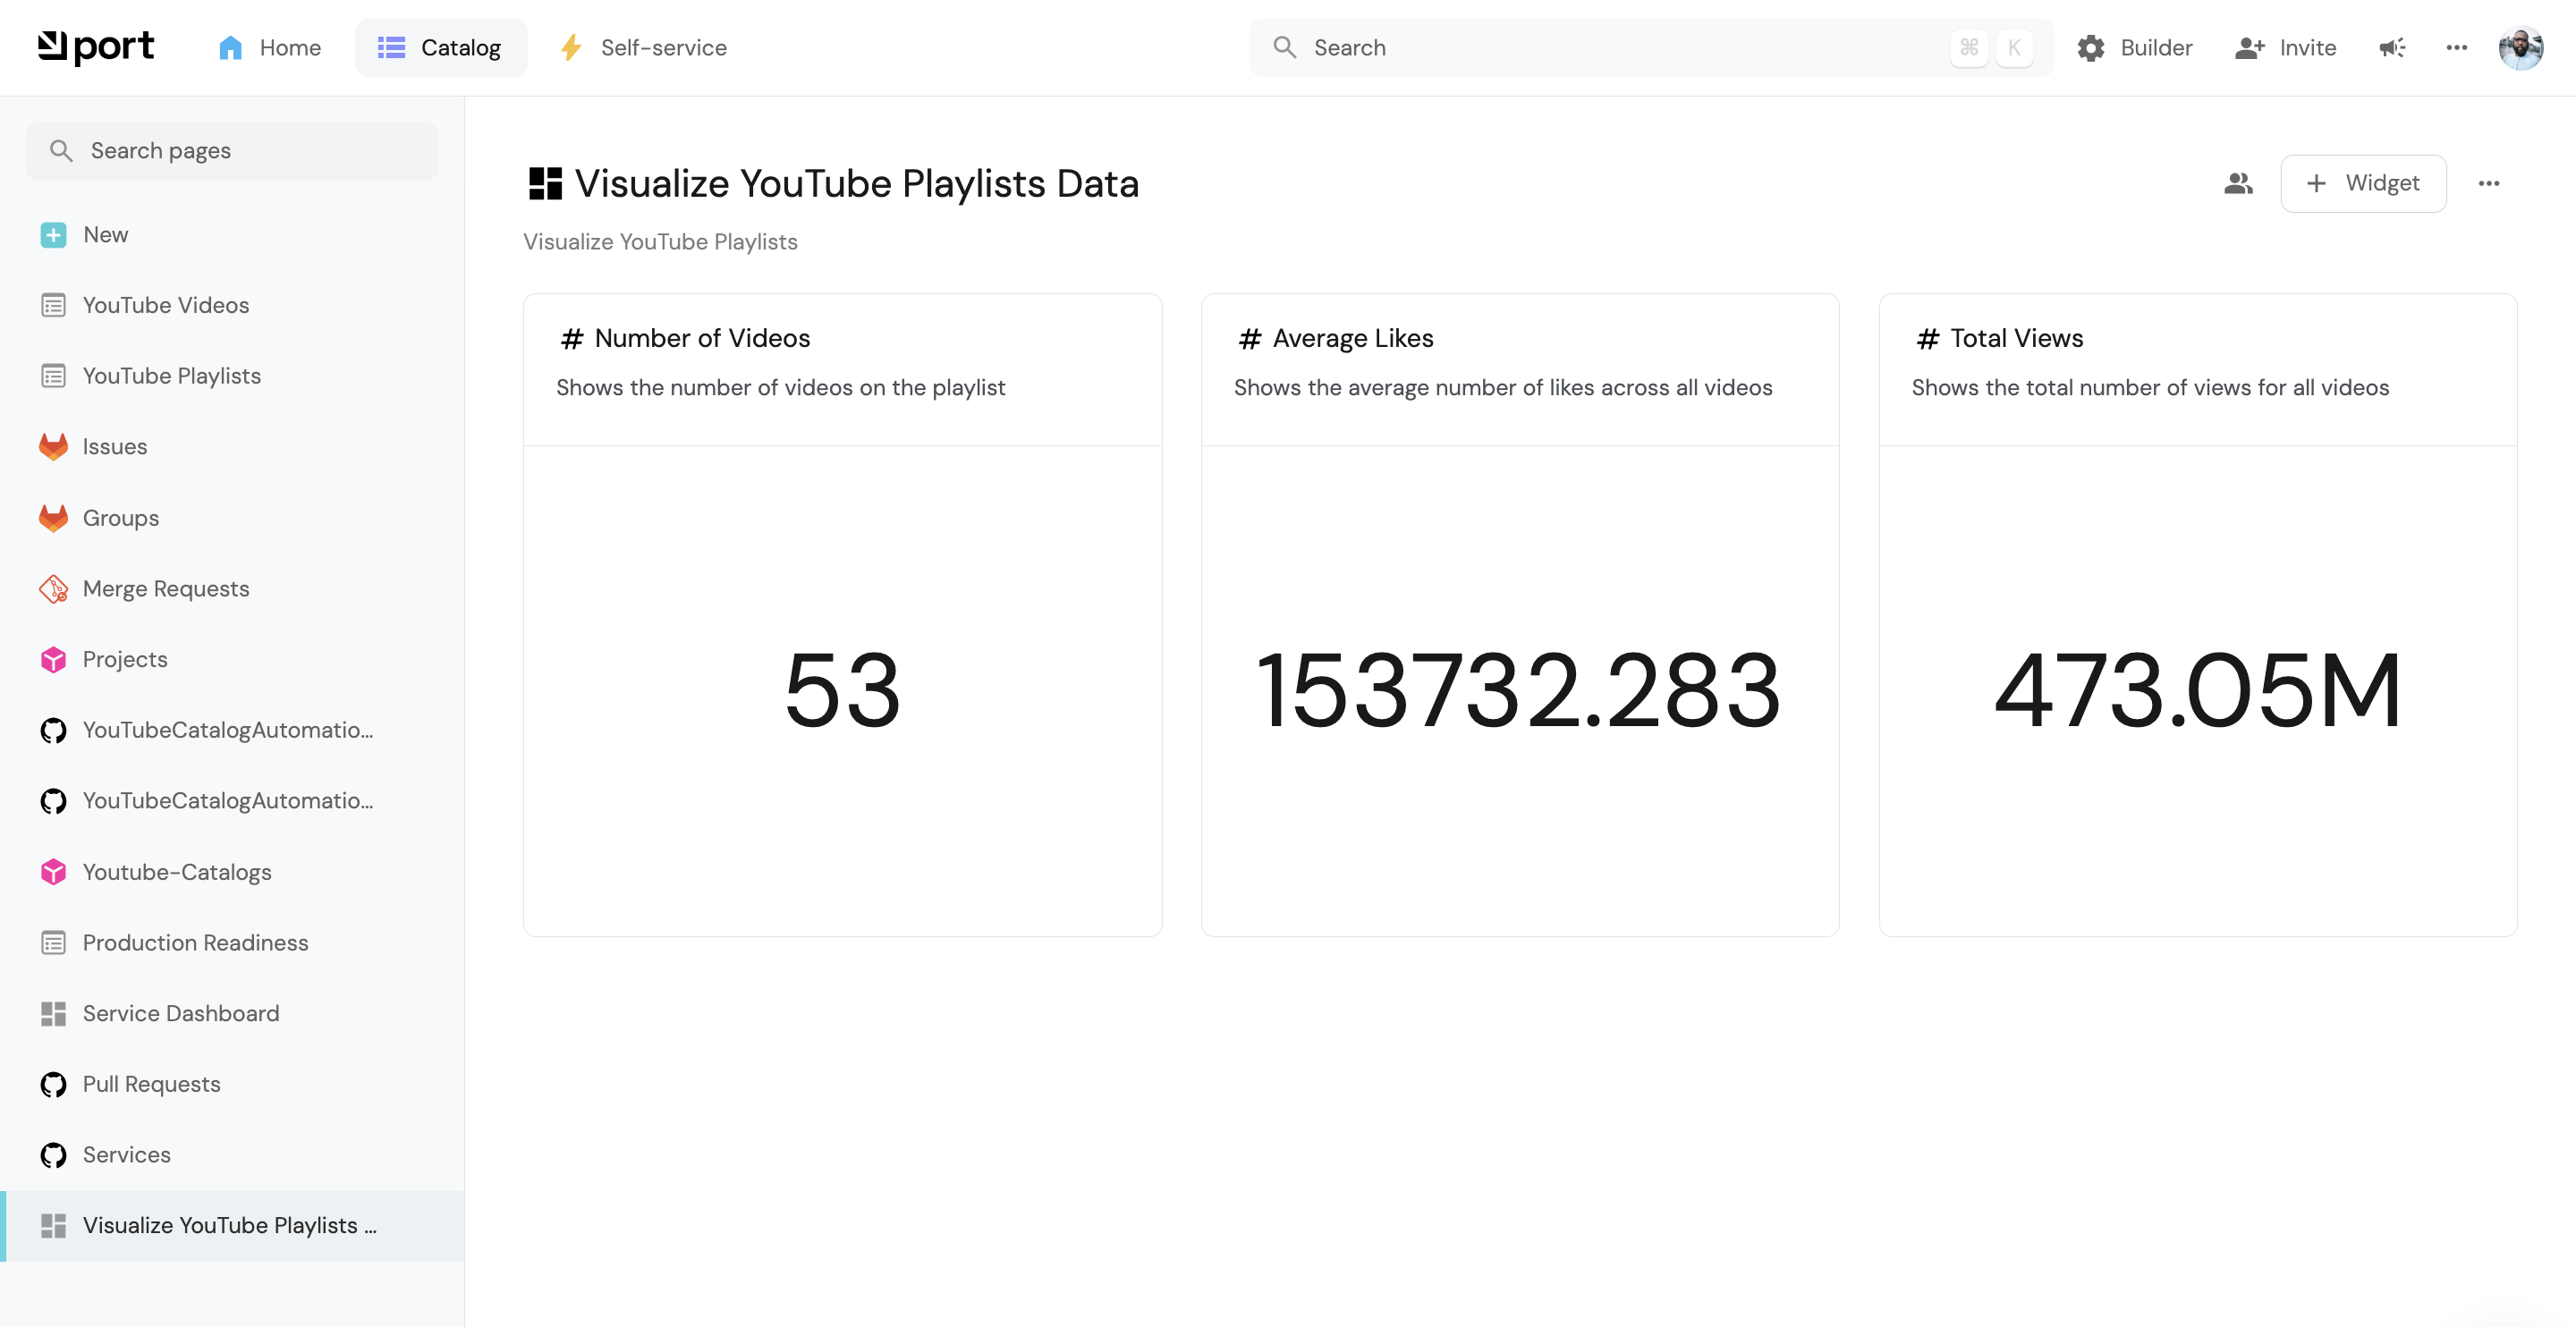 port
Home
Catalog
Self-service
Search
⌘ K
Builder
Invite
Search pages
New
YouTube Videos
YouTube Playlists
Issues
Groups
Merge Requests
Projects
YouTubeCatalogAutomatio...
YouTubeCatalogAutomatio...
Youtube-Catalogs
Production Readiness
Service Dashboard
Pull Requests
Services
Visualize YouTube Playlists ...
Visualize YouTube Playlists Data
Widget
Visualize YouTube Playlists
# Number of Videos
Shows the number of videos on the playlist
53
# Average Likes
Shows the average number of likes across all videos
153732.283
# Total Views
Shows the total number of views for all videos
473.05M